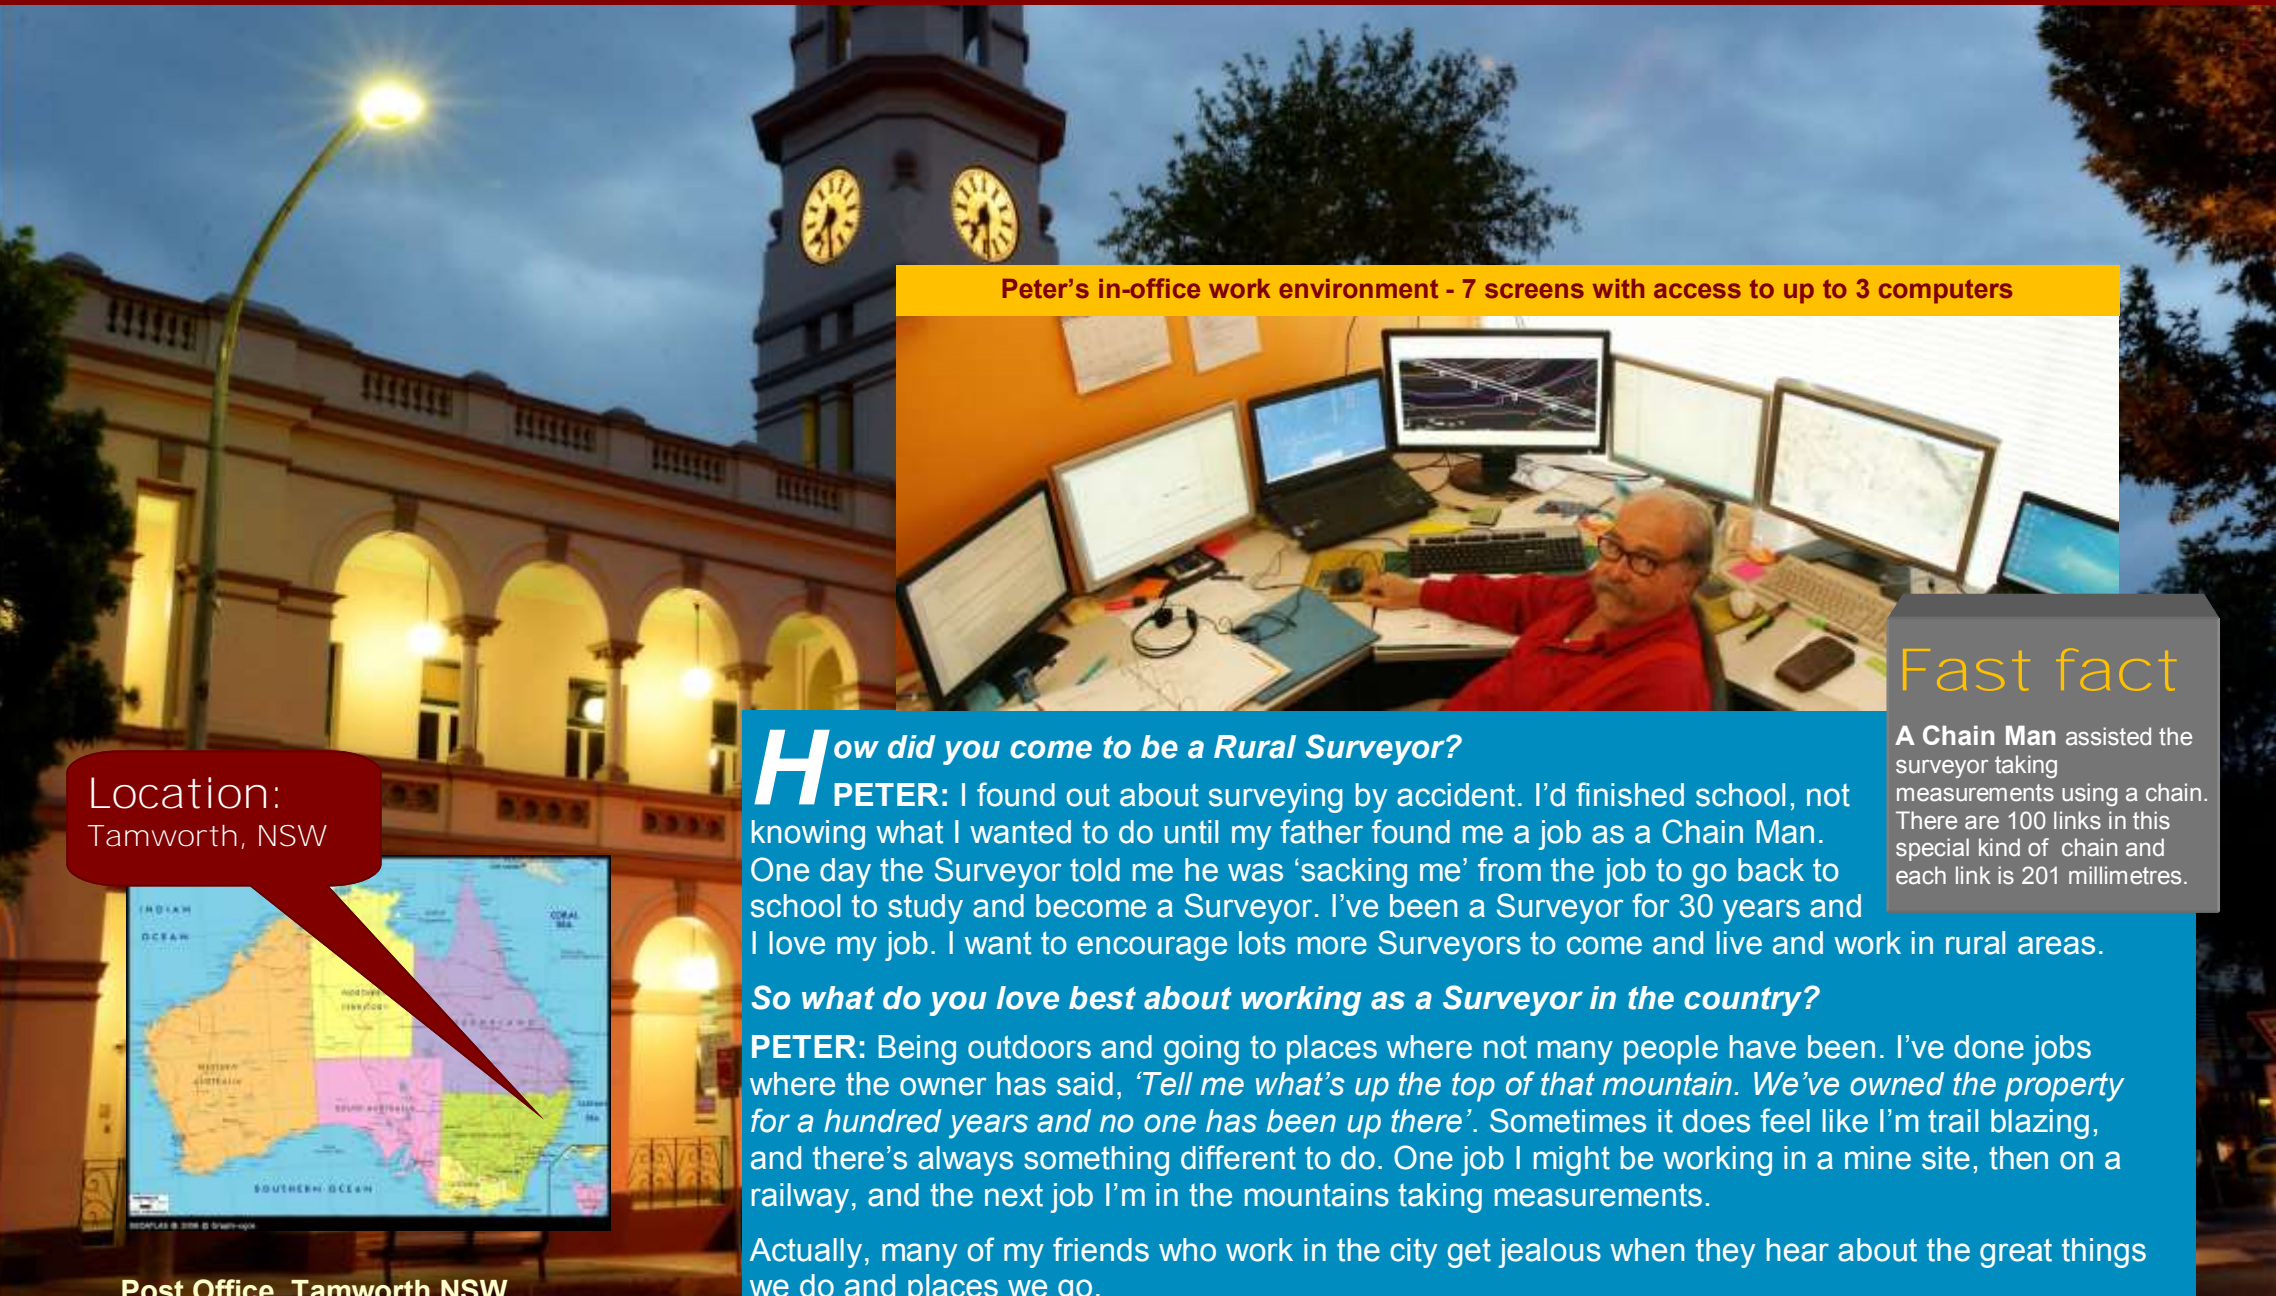 Peter’s in-office work environment - 7 screens with access to up to 3 computers
Fast fact
A Chain Man assisted the
surveyor taking
measurements using a chain.
There are 100 links in this
special kind of chain and
each link is 201 millimetres.
How did you come to be a Rural Surveyor?
PETER: I found out about surveying by accident. I’d finished school, not
knowing what I wanted to do until my father found me a job as a Chain Man.
One day the Surveyor told me he was ‘sacking me’ from the job to go back to
school to study and become a Surveyor. I’ve been a Surveyor for 30 years and
I love my job. I want to encourage lots more Surveyors to come and live and work in rural areas.
So what do you love best about working as a Surveyor in the country?
PETER: Being outdoors and going to places where not many people have been. I’ve done jobs
where the owner has said, ‘Tell me what’s up the top of that mountain. We’ve owned the property
for a hundred years and no one has been up there’. Sometimes it does feel like I’m trail blazing,
and there’s always something different to do. One job I might be working in a mine site, then on a
railway, and the next job I’m in the mountains taking measurements.
Actually, many of my friends who work in the city get jealous when they hear about the great things
we do and places we go.
Location:
Tamworth, NSW
INDIAN
OCEAN
CORAL
SEA
WESTERN
AUSTRALIA
SOUTH AUSTRALIA
SOUTHERN OCEAN
Post Office, Tamworth NSW